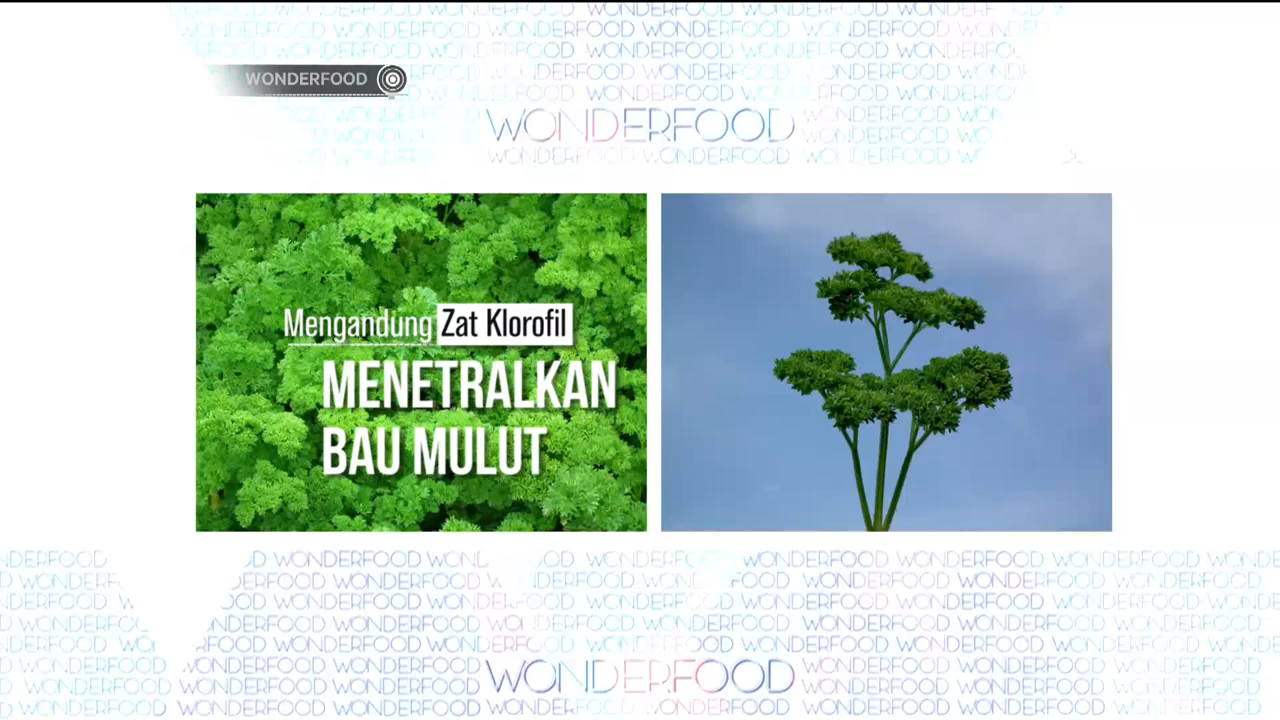 WONDERFOOD
WONDERFOOD
Mengandung Zat Klorofil
MENETRALKAN
BAU MULUT
WONDERFOOD